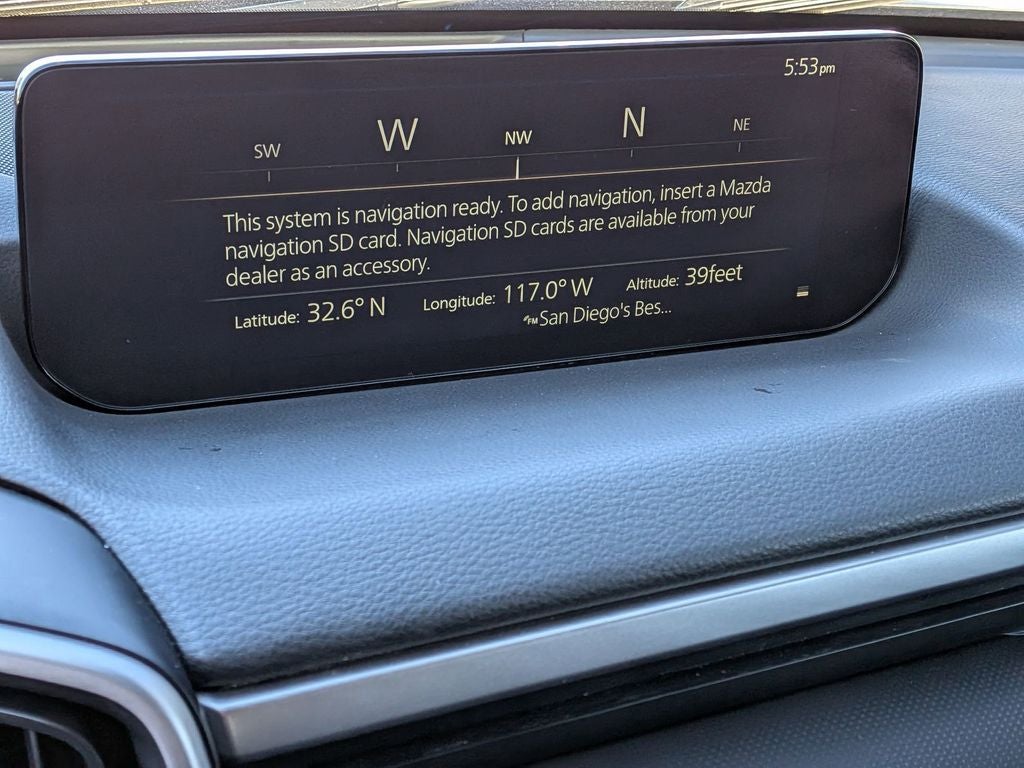 5:53pm
SW W NW N NE
This system is navigation ready. To add navigation, insert a Mazda
navigation SD card. Navigation SD cards are available from your
dealer as an accessory.
Latitude: 32.6° N Longitude: 117.0° W Altitude: 39feet
FM San Diego's Bes...